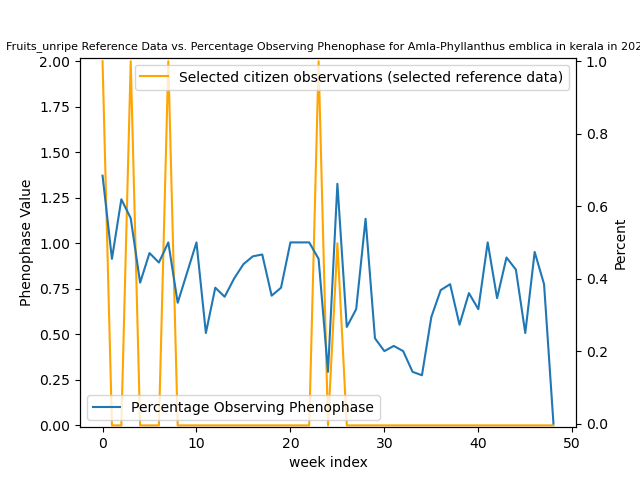 Fruits_unripe Reference Data vs. Percentage Observing Phenophase for Amla-Phyllanthus emblica in kerala in 202
2.00
1.75
1.50
1.25
1.00
0.75
0.50
0.25
0.00
Phenophase Value
Selected citizen observations (selected reference data)
Percentage Observing Phenophase
1.0
0.8
0.6
0.4
0.2
0.0
Percent
0 10 20 30 40 50
week index